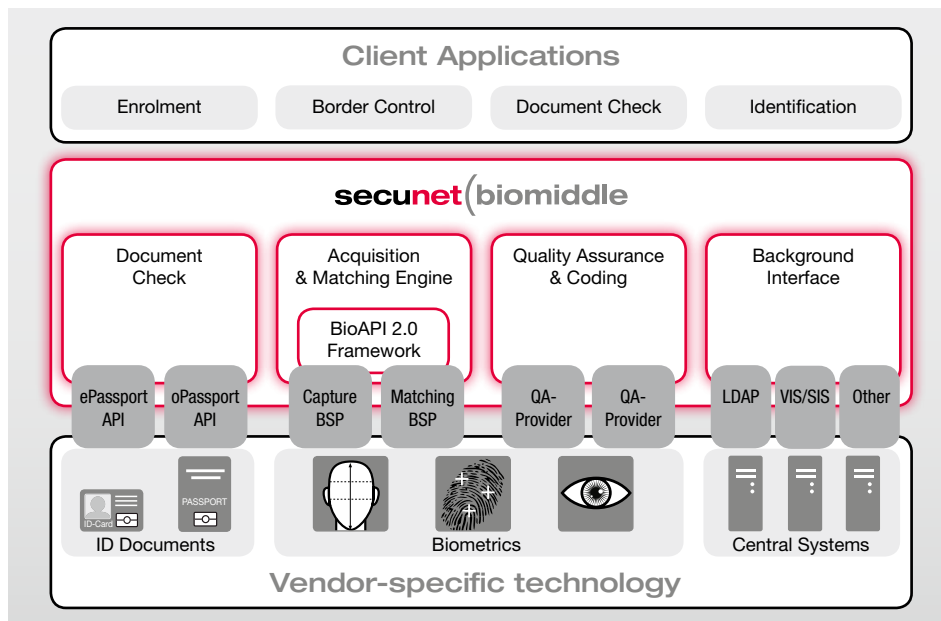 Client Applications
Enrolment
Border Control
Document Check
Identification
secunet(biomiddle
Document
Check
Acquisition
& Matching Engine
BioAPI 2.0
Framework
Quality Assurance
& Coding
Background
Interface
ePassport
API
oPassport
API
Capture
BSP
Matching
BSP
QA-
Provider
QA-
Provider
LDAP
VIS/SIS
Other
ID-Card
PASSPORT
ID Documents
Biometrics
Central Systems
Vendor-specific technology